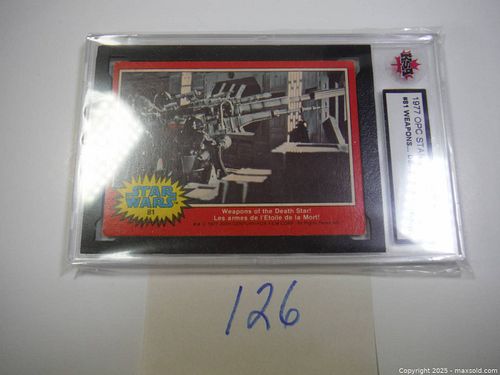 KSA
1977 OPC STA
#81 WEAPONS...
STAR
WARS
81
Weapons of the Death Star!
Les armes de l'Etoile de la Mort!
126
Copyright 2025 - maxsold.com